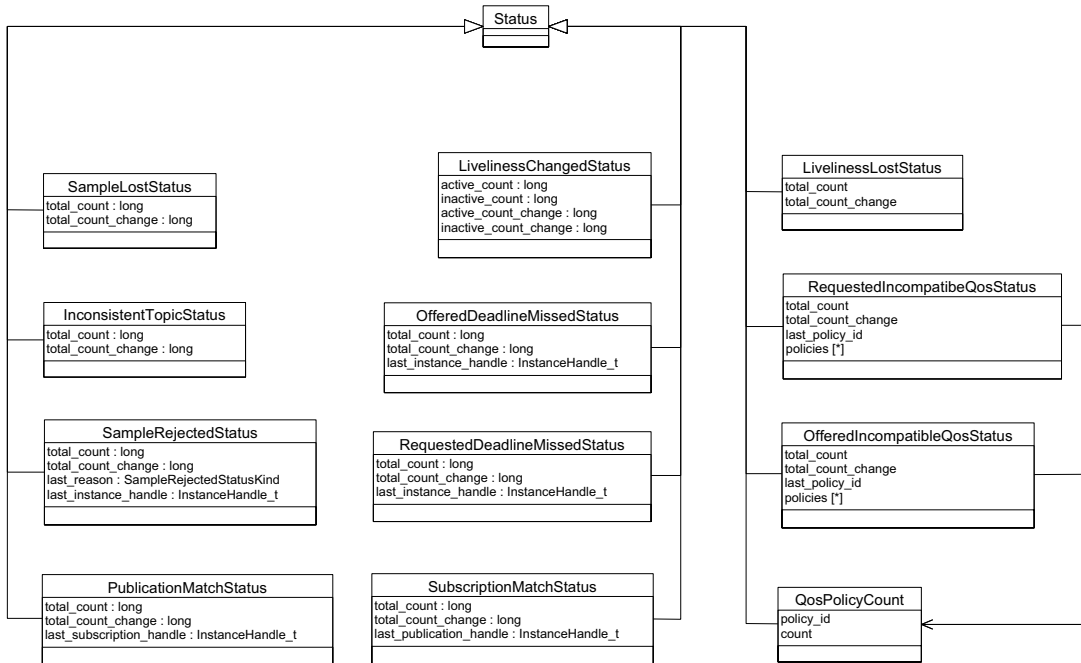 Status
SampleLostStatus
total_count : long
total_count_change : long
InconsistentTopicStatus
total_count : long
total_count_change : long
SampleRejectedStatus
total_count : long
total_count_change : long
last_reason : SampleRejectedStatusKind
last_instance_handle : InstanceHandle_t
PublicationMatchStatus
total_count : long
total_count_change : long
last_subscription_handle : InstanceHandle_t
LivelinessChangedStatus
active_count : long
inactive_count : long
active_count_change : long
inactive_count_change : long
OfferedDeadlineMissedStatus
total_count : long
total_count_change : long
last_instance_handle : InstanceHandle_t
RequestedDeadlineMissedStatus
total_count : long
total_count_change : long
last_instance_handle : InstanceHandle_t
SubscriptionMatchStatus
total_count : long
total_count_change : long
last_publication_handle : InstanceHandle_t
LivelinessLostStatus
total_count
total_count_change
RequestedIncompatibeQosStatus
total_count
total_count_change
last_policy_id
policies [*]
OfferedIncompatibleQosStatus
total_count
total_count_change
last_policy_id
policies [*]
QosPolicyCount
policy_id
count